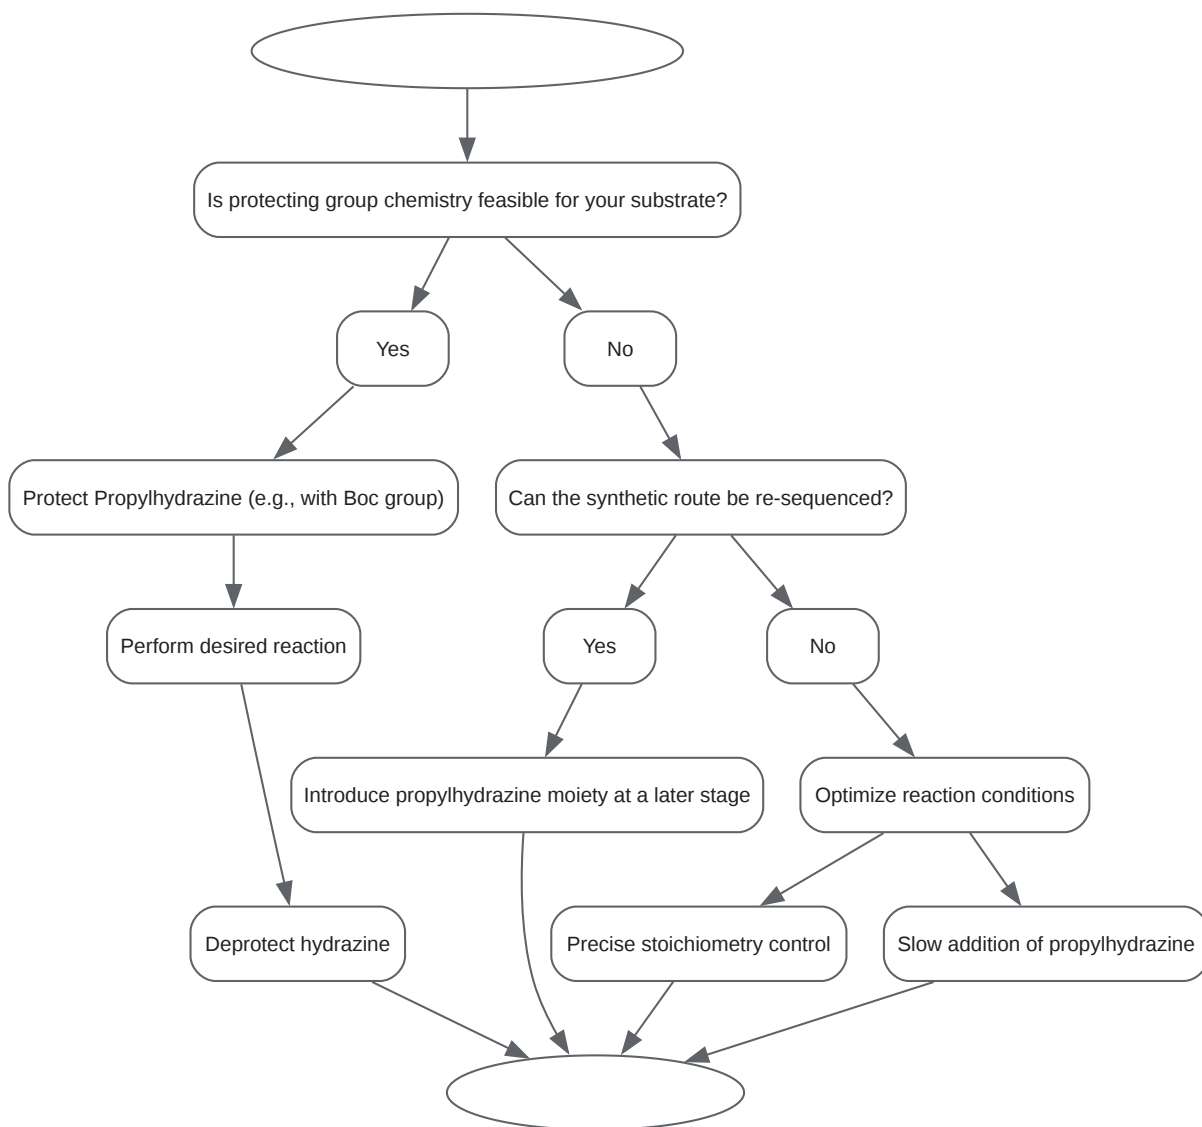 Is protecting group chemistry feasible for your substrate?
Yes
No
Protect Propylhydrazine (e.g., with Boc group)
Can the synthetic route be re-sequenced?
Perform desired reaction
Yes
No
Introduce propylhydrazine moiety at a later stage
Optimize reaction conditions
Deprotect hydrazine
Precise stoichiometry control
Slow addition of propylhydrazine